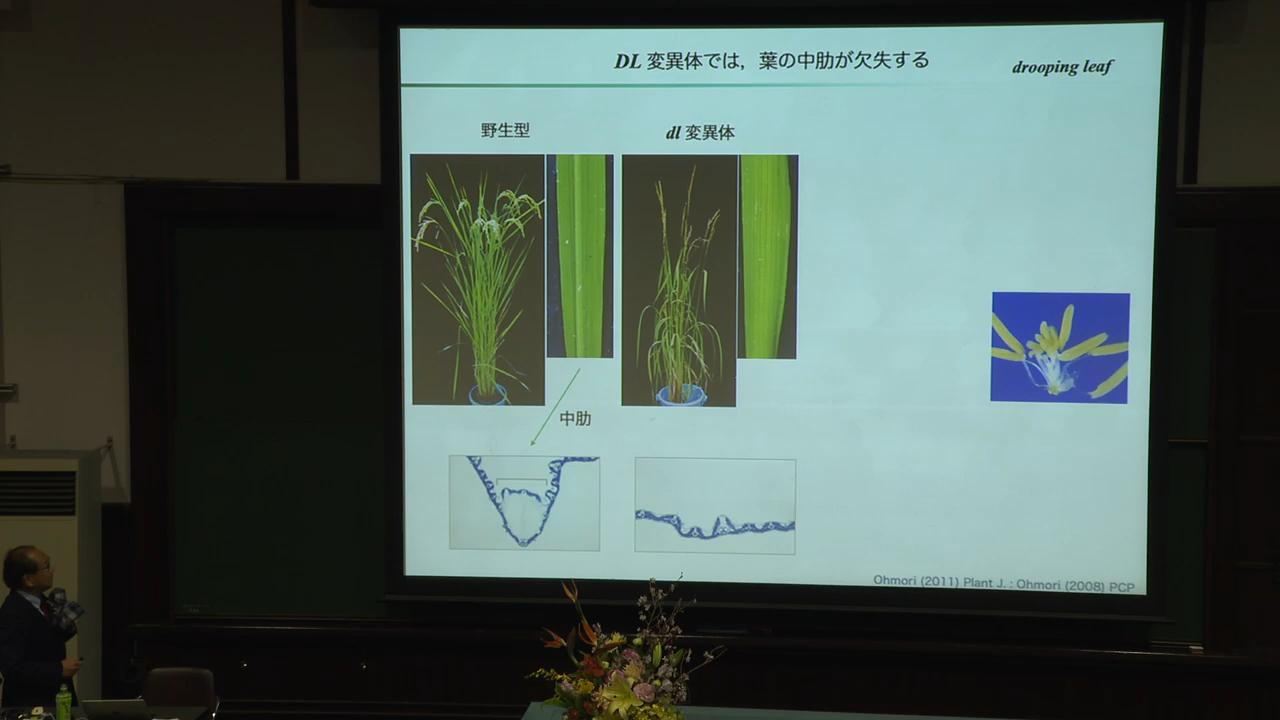 DL 変異体では，葉の中肋が欠失する
drooping leaf
野生型
dl 変異体
中肋
Ohmori (2011) Plant J. : Ohmori (2008) PCP